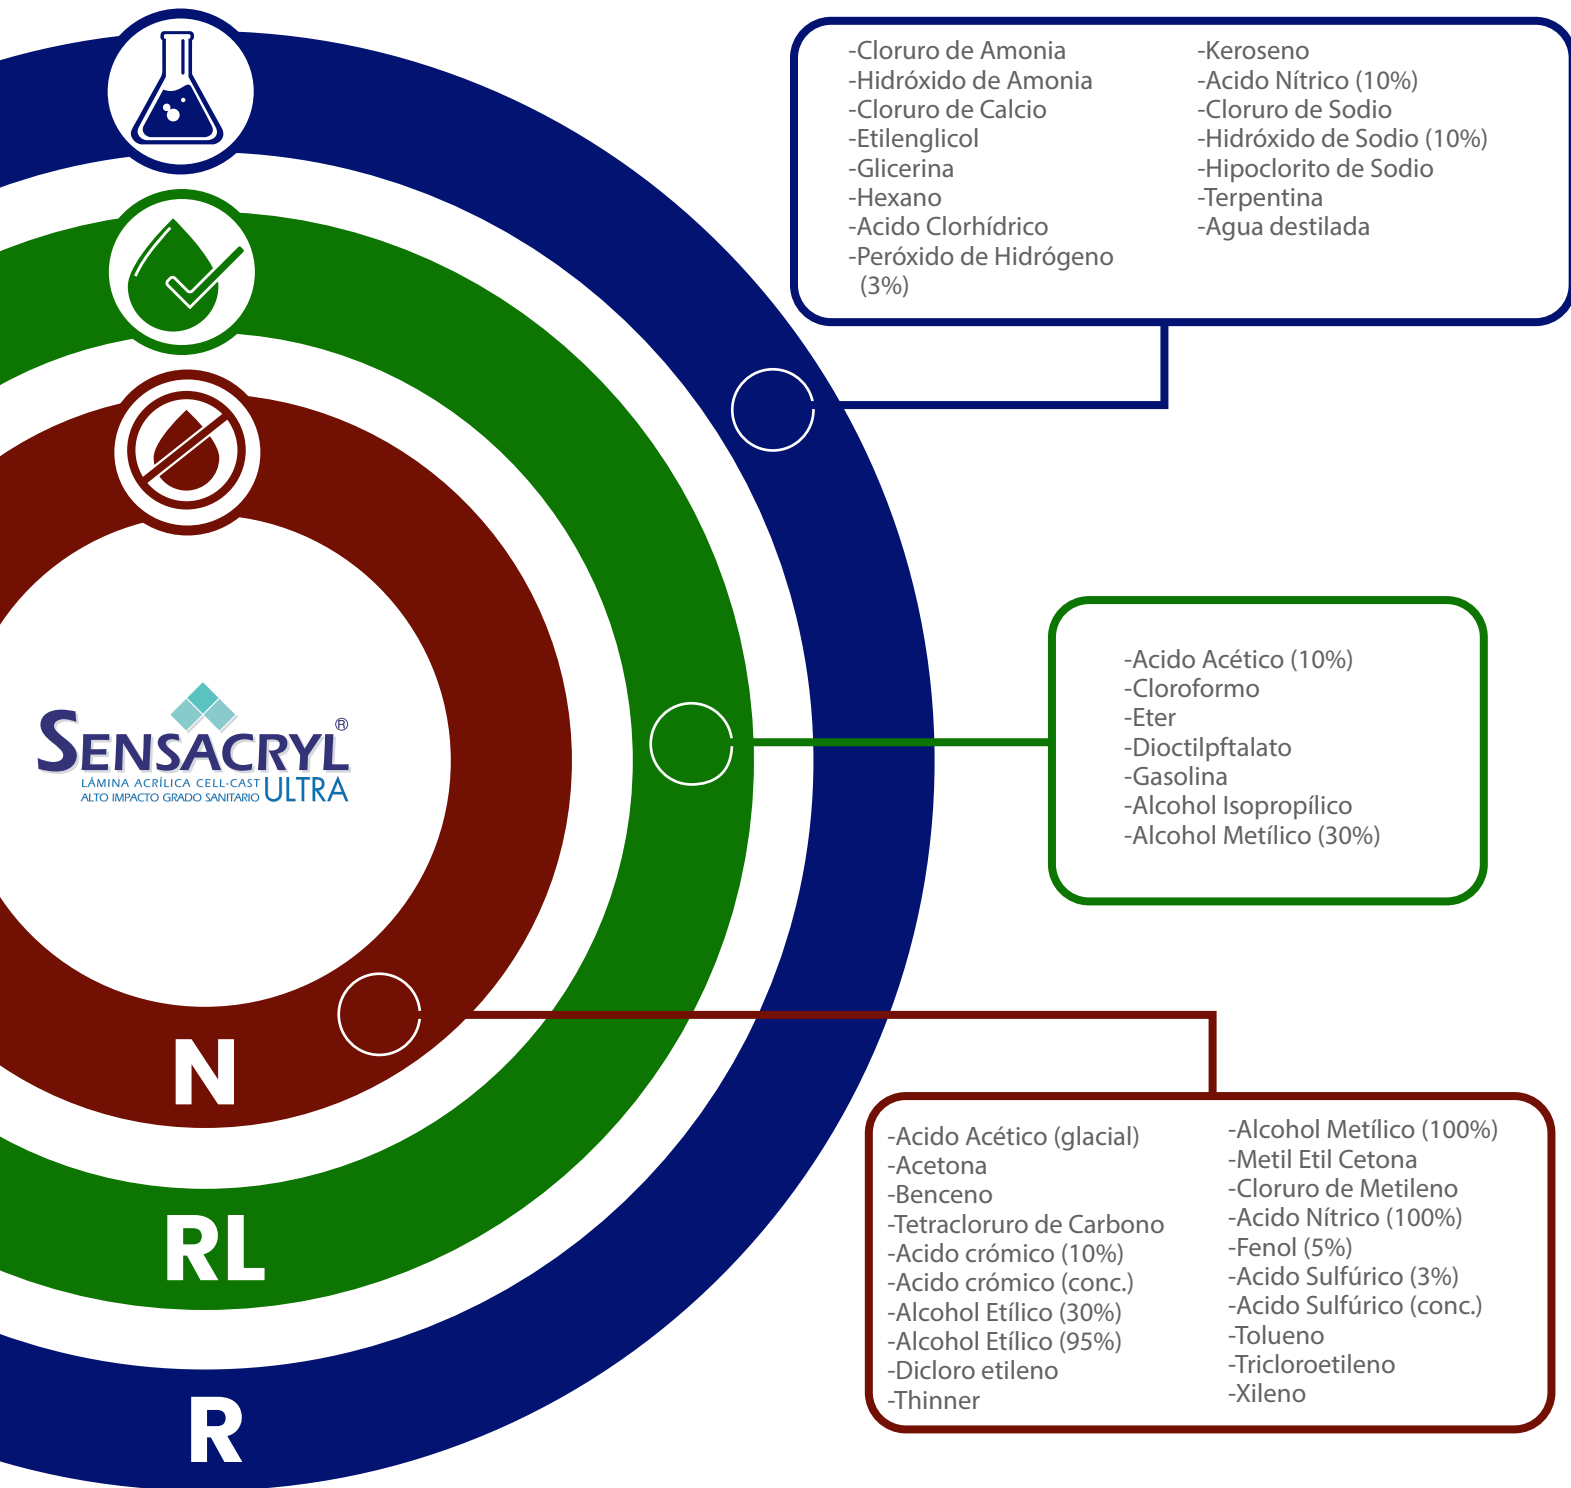 -Cloruro de Amonia
-Hidróxido de Amonia
-Cloruro de Calcio
-Etilenglicol
-Glicerina
-Hexano
-Acido Clorhídrico
-Peróxido de Hidrógeno
(3%)
-Keroseno
-Acido Nítrico (10%)
-Cloruro de Sodio
-Hidróxido de Sodio (10%)
-Hipoclorito de Sodio
-Terpentina
-Agua destilada
-Acido Acético (10%)
-Cloroformo
-Eter
-Dioctilpftalato
-Gasolina
-Alcohol Isopropílico
-Alcohol Metílico (30%)
SENSACRYL®
LÁMINA ACRÍLICA CELL-CAST
ALTO IMPACTO GRADO SANITARIO ULTRA
N
RL
R
-Acido Acético (glacial)
-Acetona
-Benceno
-Tetracloruro de Carbono
-Acido crómico (10%)
-Acido crómico (conc.)
-Alcohol Etílico (30%)
-Alcohol Etílico (95%)
-Dicloro etileno
-Thinner
-Alcohol Metílico (100%)
-Metil Etil Cetona
-Cloruro de Metileno
-Acido Nítrico (100%)
-Fenol (5%)
-Acido Sulfúrico (3%)
-Acido Sulfúrico (conc.)
-Tolueno
-Tricloroetileno
-Xileno